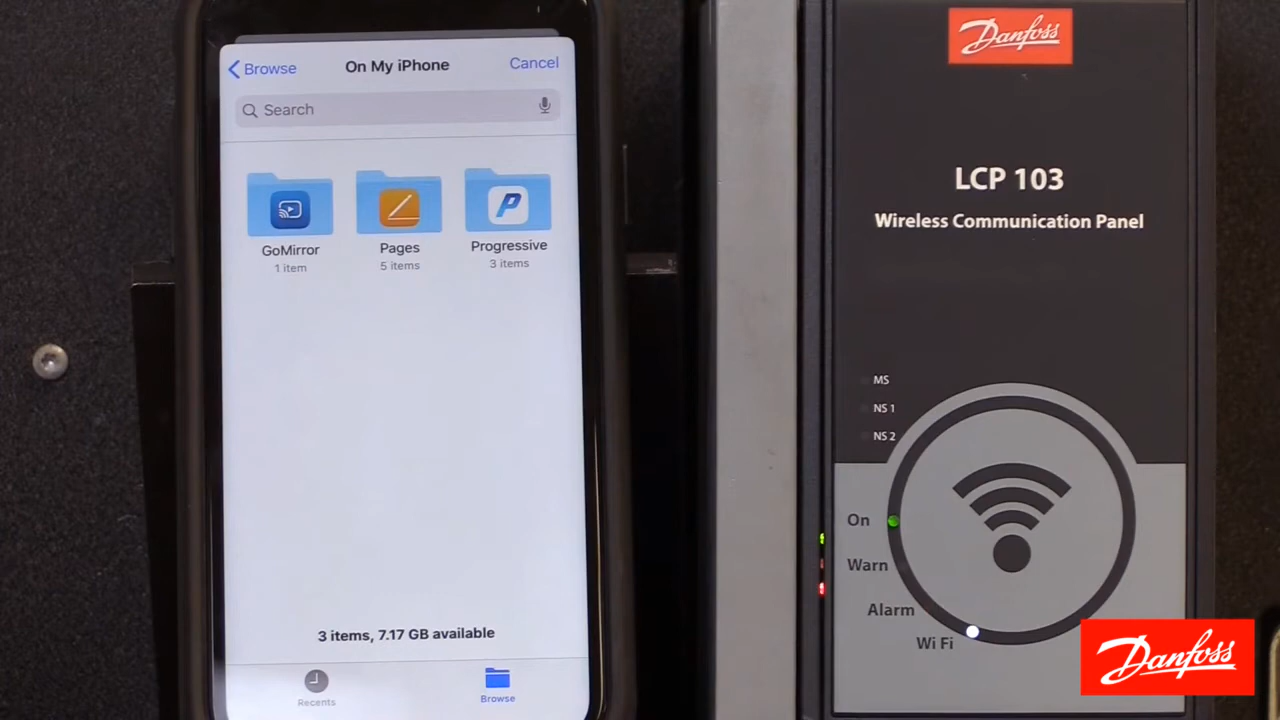 Browse
On My iPhone
Cancel
Search
GoMirror
1 item
Pages
5 items
Progressive
3 items
3 items, 7.17 GB available
Recents
Browse
Danfoss
LCP 103
Wireless Communication Panel
MS
NS 1
NS 2
On
Warn
Alarm
Wi Fi
Danfoss